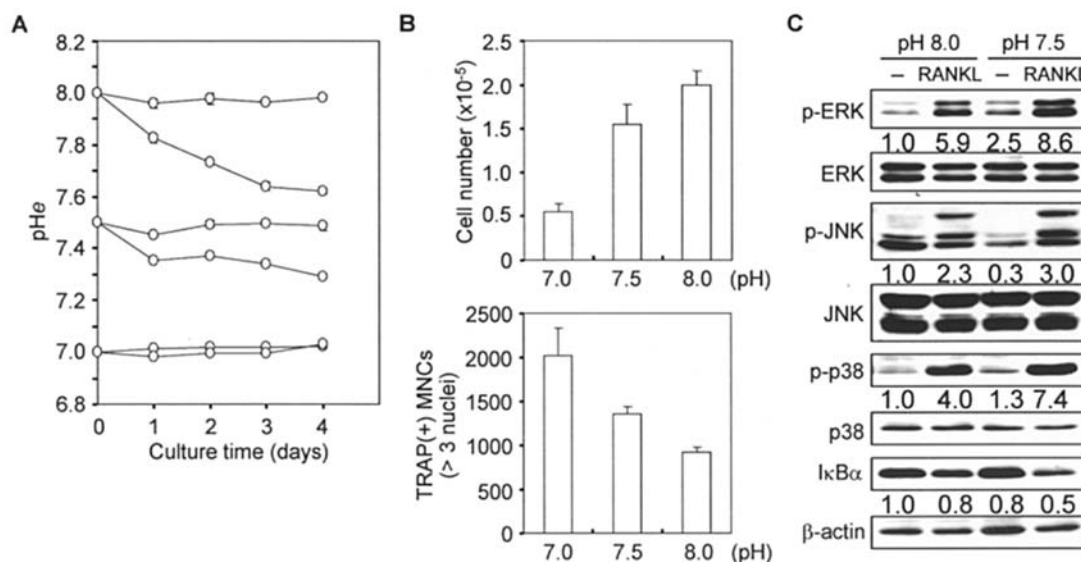 A
8.2
8.0
7.8
7.6
7.4
7.2
7.0
6.8
pHe
0 1 2 3 4
Culture time (days)
B
2.5
2.0
1.5
1.0
0.5
0
Cell number (x10⁻⁵)
7.0 7.5 8.0 (pH)
2500
2000
1500
1000
500
0
TRAP(+) MNCs
(> 3 nuclei)
7.0 7.5 8.0 (pH)
C
pH 8.0 pH 7.5
– RANKL – RANKL
p-ERK
1.0 5.9 2.5 8.6
ERK
p-JNK
1.0 2.3 0.3 3.0
JNK
p-p38
1.0 4.0 1.3 7.4
p38
IκBα
1.0 0.8 0.8 0.5
β-actin